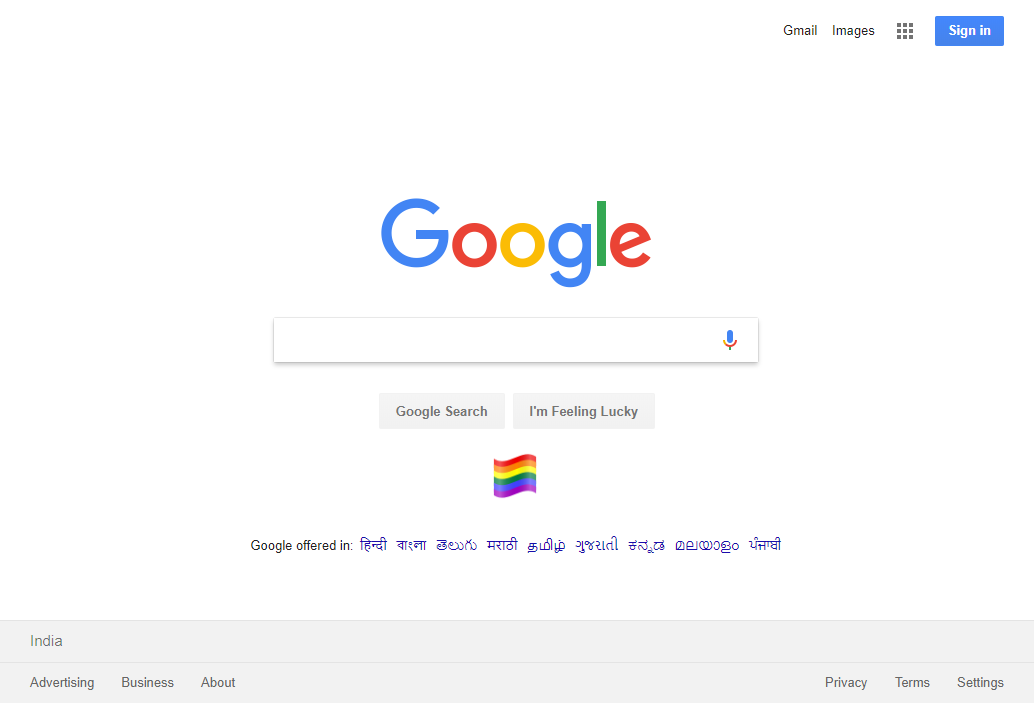 Gmail Images Sign in
Google
Google Search I'm Feeling Lucky
Google offered in: हिन्दी বাংলা తెలుగు मराठी தமிழ் ગુજરાતી ಕನ್ನಡ മലയാളം ਪੰਜਾਬੀ
India
Advertising Business About Privacy Terms Settings